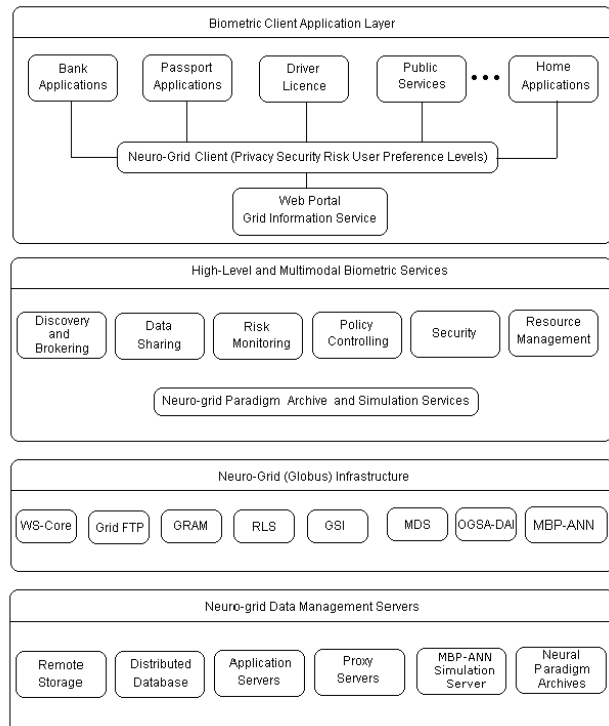 Biometric Client Application Layer
Bank Applications
Passport Applications
Driver Licence
Public Services
Home Applications
Neuro-Grid Client (Privacy Security Risk User Preference Levels)
Web Portal
Grid Information Service
High-Level and Multimodal Biometric Services
Discovery and Brokering
Data Sharing
Risk Monitoring
Policy Controlling
Security
Resource Management
Neuro-grid Paradigm Archive and Simulation Services
Neuro-Grid (Globus) Infrastructure
WS-Core
Grid FTP
GRAM
RLS
GSI
MDS
OGSA-DAI
MBP-ANN
Neuro-grid Data Management Servers
Remote Storage
Distributed Database
Application Servers
Proxy Servers
MBP-ANN Simulation Server
Neural Paradigm Archives